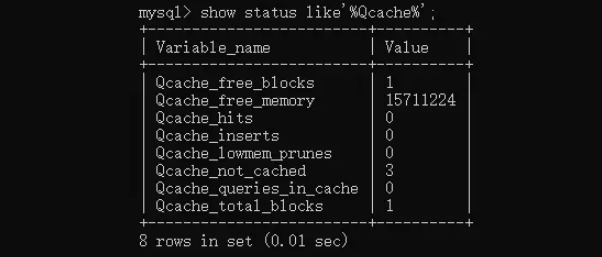 mysql> show status like'%Qcache%';
+-------------------------+----------+
| Variable_name | Value |
+-------------------------+----------+
| Qcache_free_blocks | 1 |
| Qcache_free_memory | 15711224 |
| Qcache_hits | 0 |
| Qcache_inserts | 0 |
| Qcache_lowmem_prunes | 0 |
| Qcache_not_cached | 3 |
| Qcache_queries_in_cache | 0 |
| Qcache_total_blocks | 1 |
+-------------------------+----------+
8 rows in set (0.01 sec)